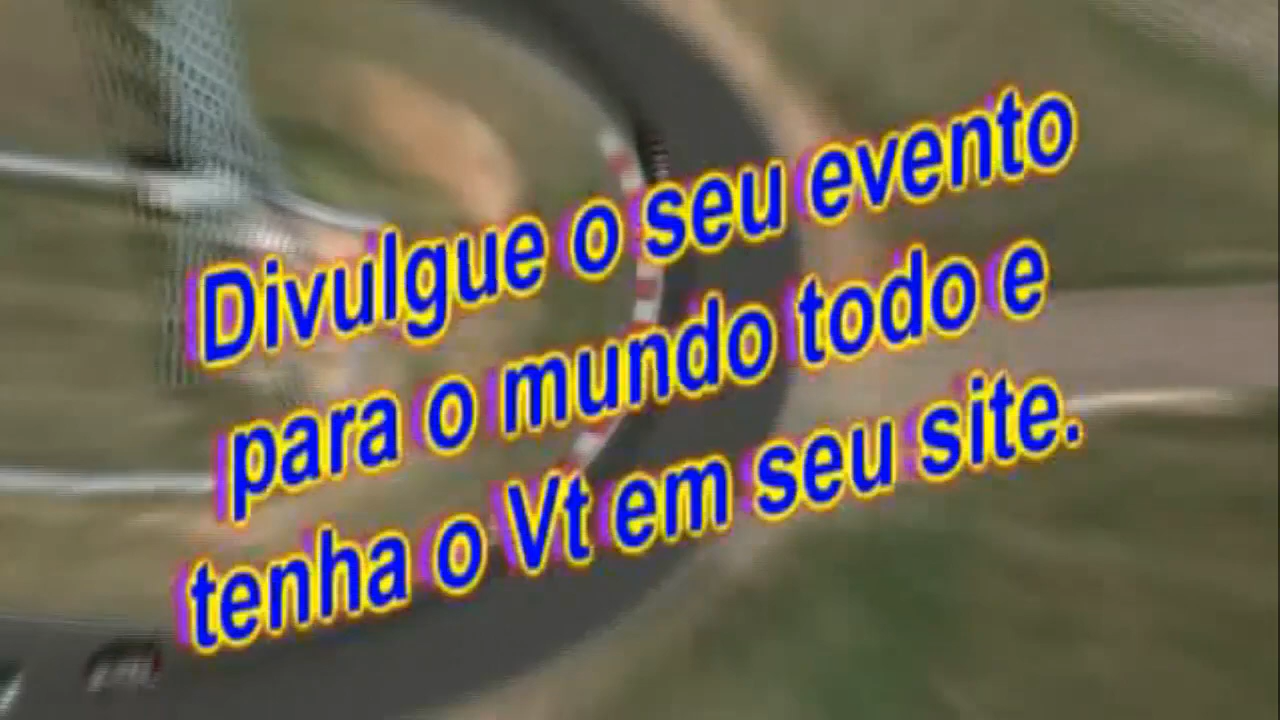 Divulgue o seu evento
para o mundo todo e
tenha o Vt em seu site.